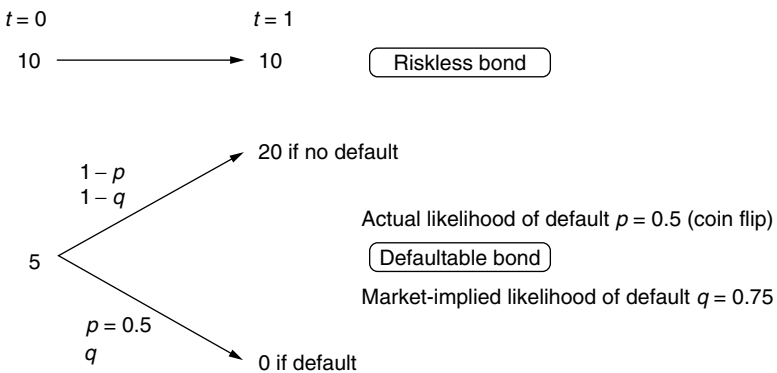 t = 0 t = 1
10 10 Riskless bond
20 if no default
1 – p
1 – q
Actual likelihood of default p = 0.5 (coin flip)
5 Defaultable bond
Market-implied likelihood of default q = 0.75
p = 0.5
q
0 if default